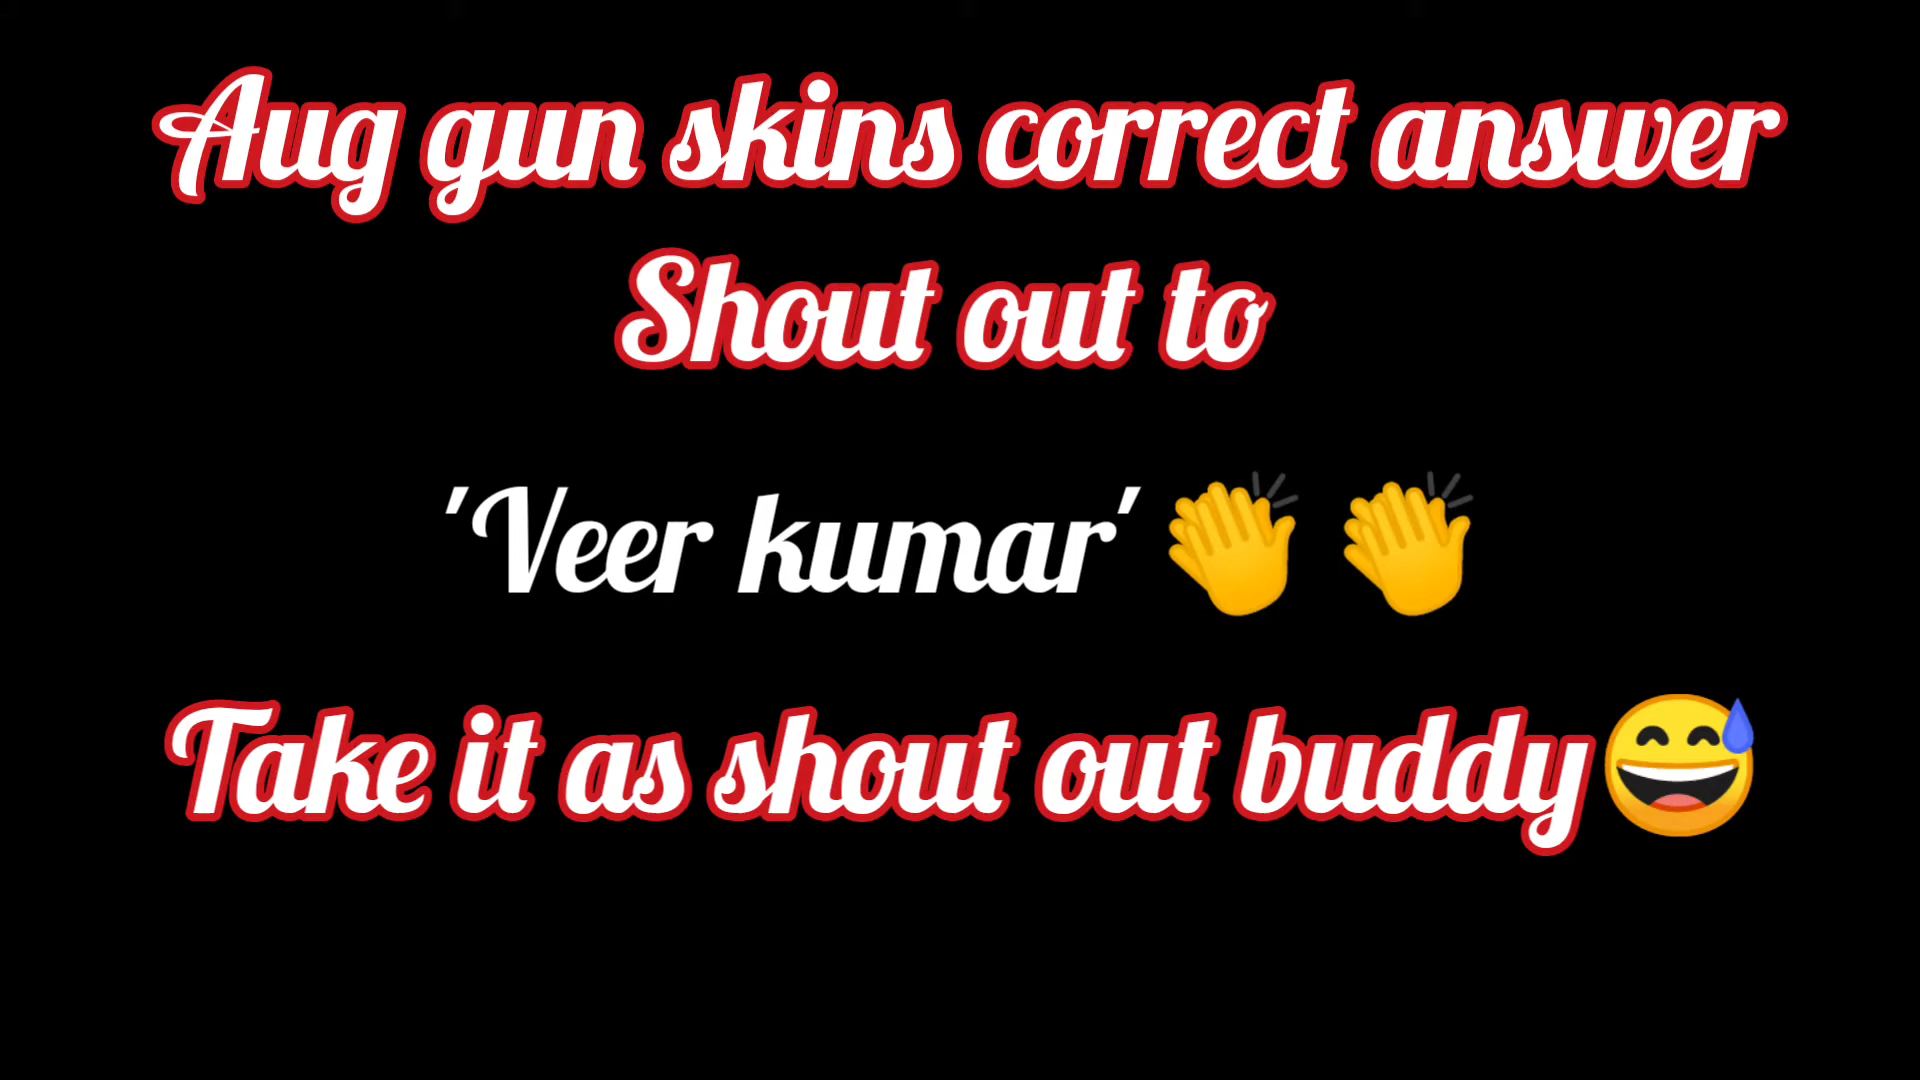 Aug gun skins correct answer
Shout out to
'Veer kumar' 👏 👏
Take it as shout out buddy😅